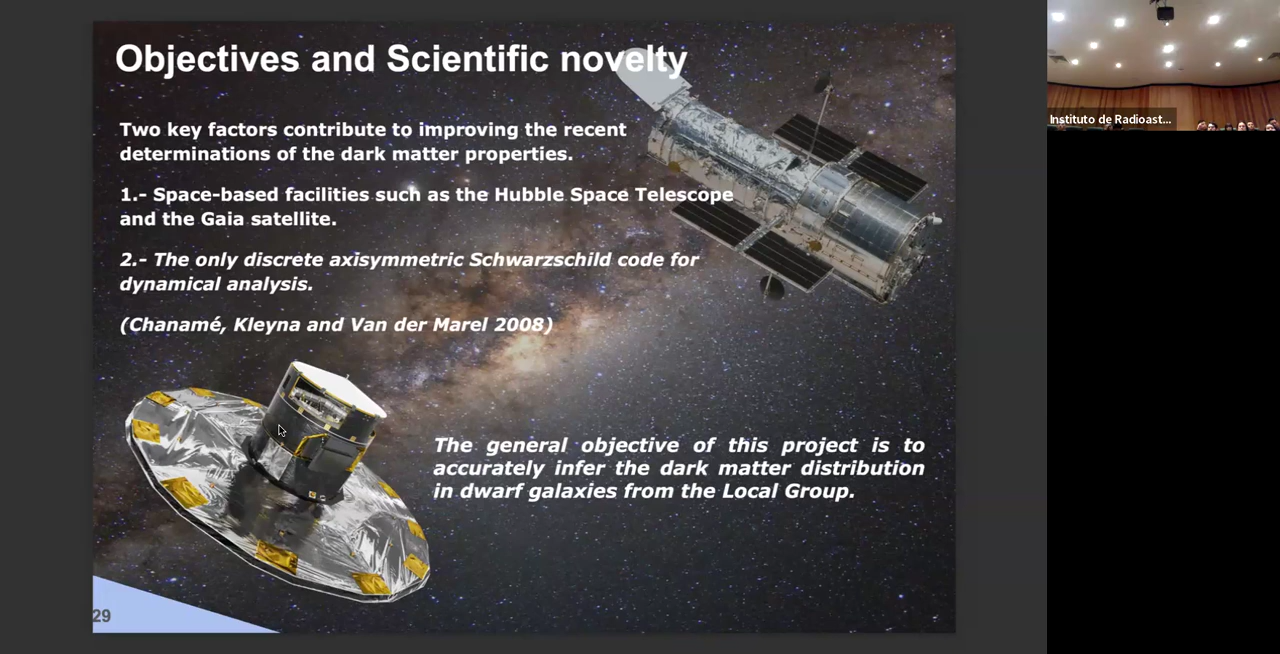 Objectives and Scientific novelty
Two key factors contribute to improving the recent
determinations of the dark matter properties.
1.- Space-based facilities such as the Hubble Space Telescope
and the Gaia satellite.
2.- The only discrete axisymmetric Schwarzschild code for
dynamical analysis.
(Chanamé, Kleyna and Van der Marel 2008)
The general objective of this project is to
accurately infer the dark matter distribution
in dwarf galaxies from the Local Group.
29
Instituto de Radioast...